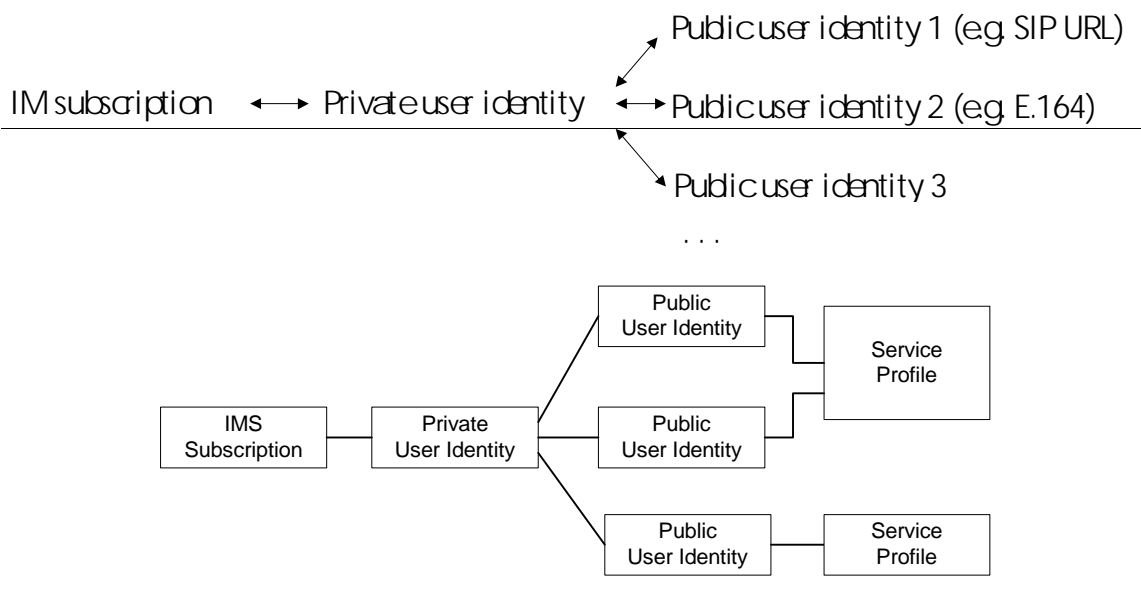 Public user identity 1 (e.g. SIP URL)
IM subscription Private user identity Public user identity 2 (e.g. E.164)
Public user identity 3
. . .
Public
User Identity
Service
Profile
IMS
Subscription
Private
User Identity
Public
User Identity
Public
User Identity
Service
Profile